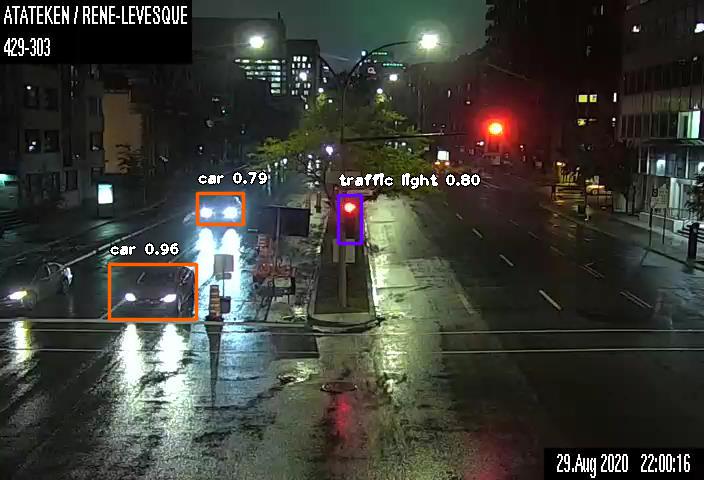 ATATEKEN / RENE-LEVESQUE
429-303
car 0.79
traffic light 0.80
car 0.96
29.Aug 2020 22:00:16